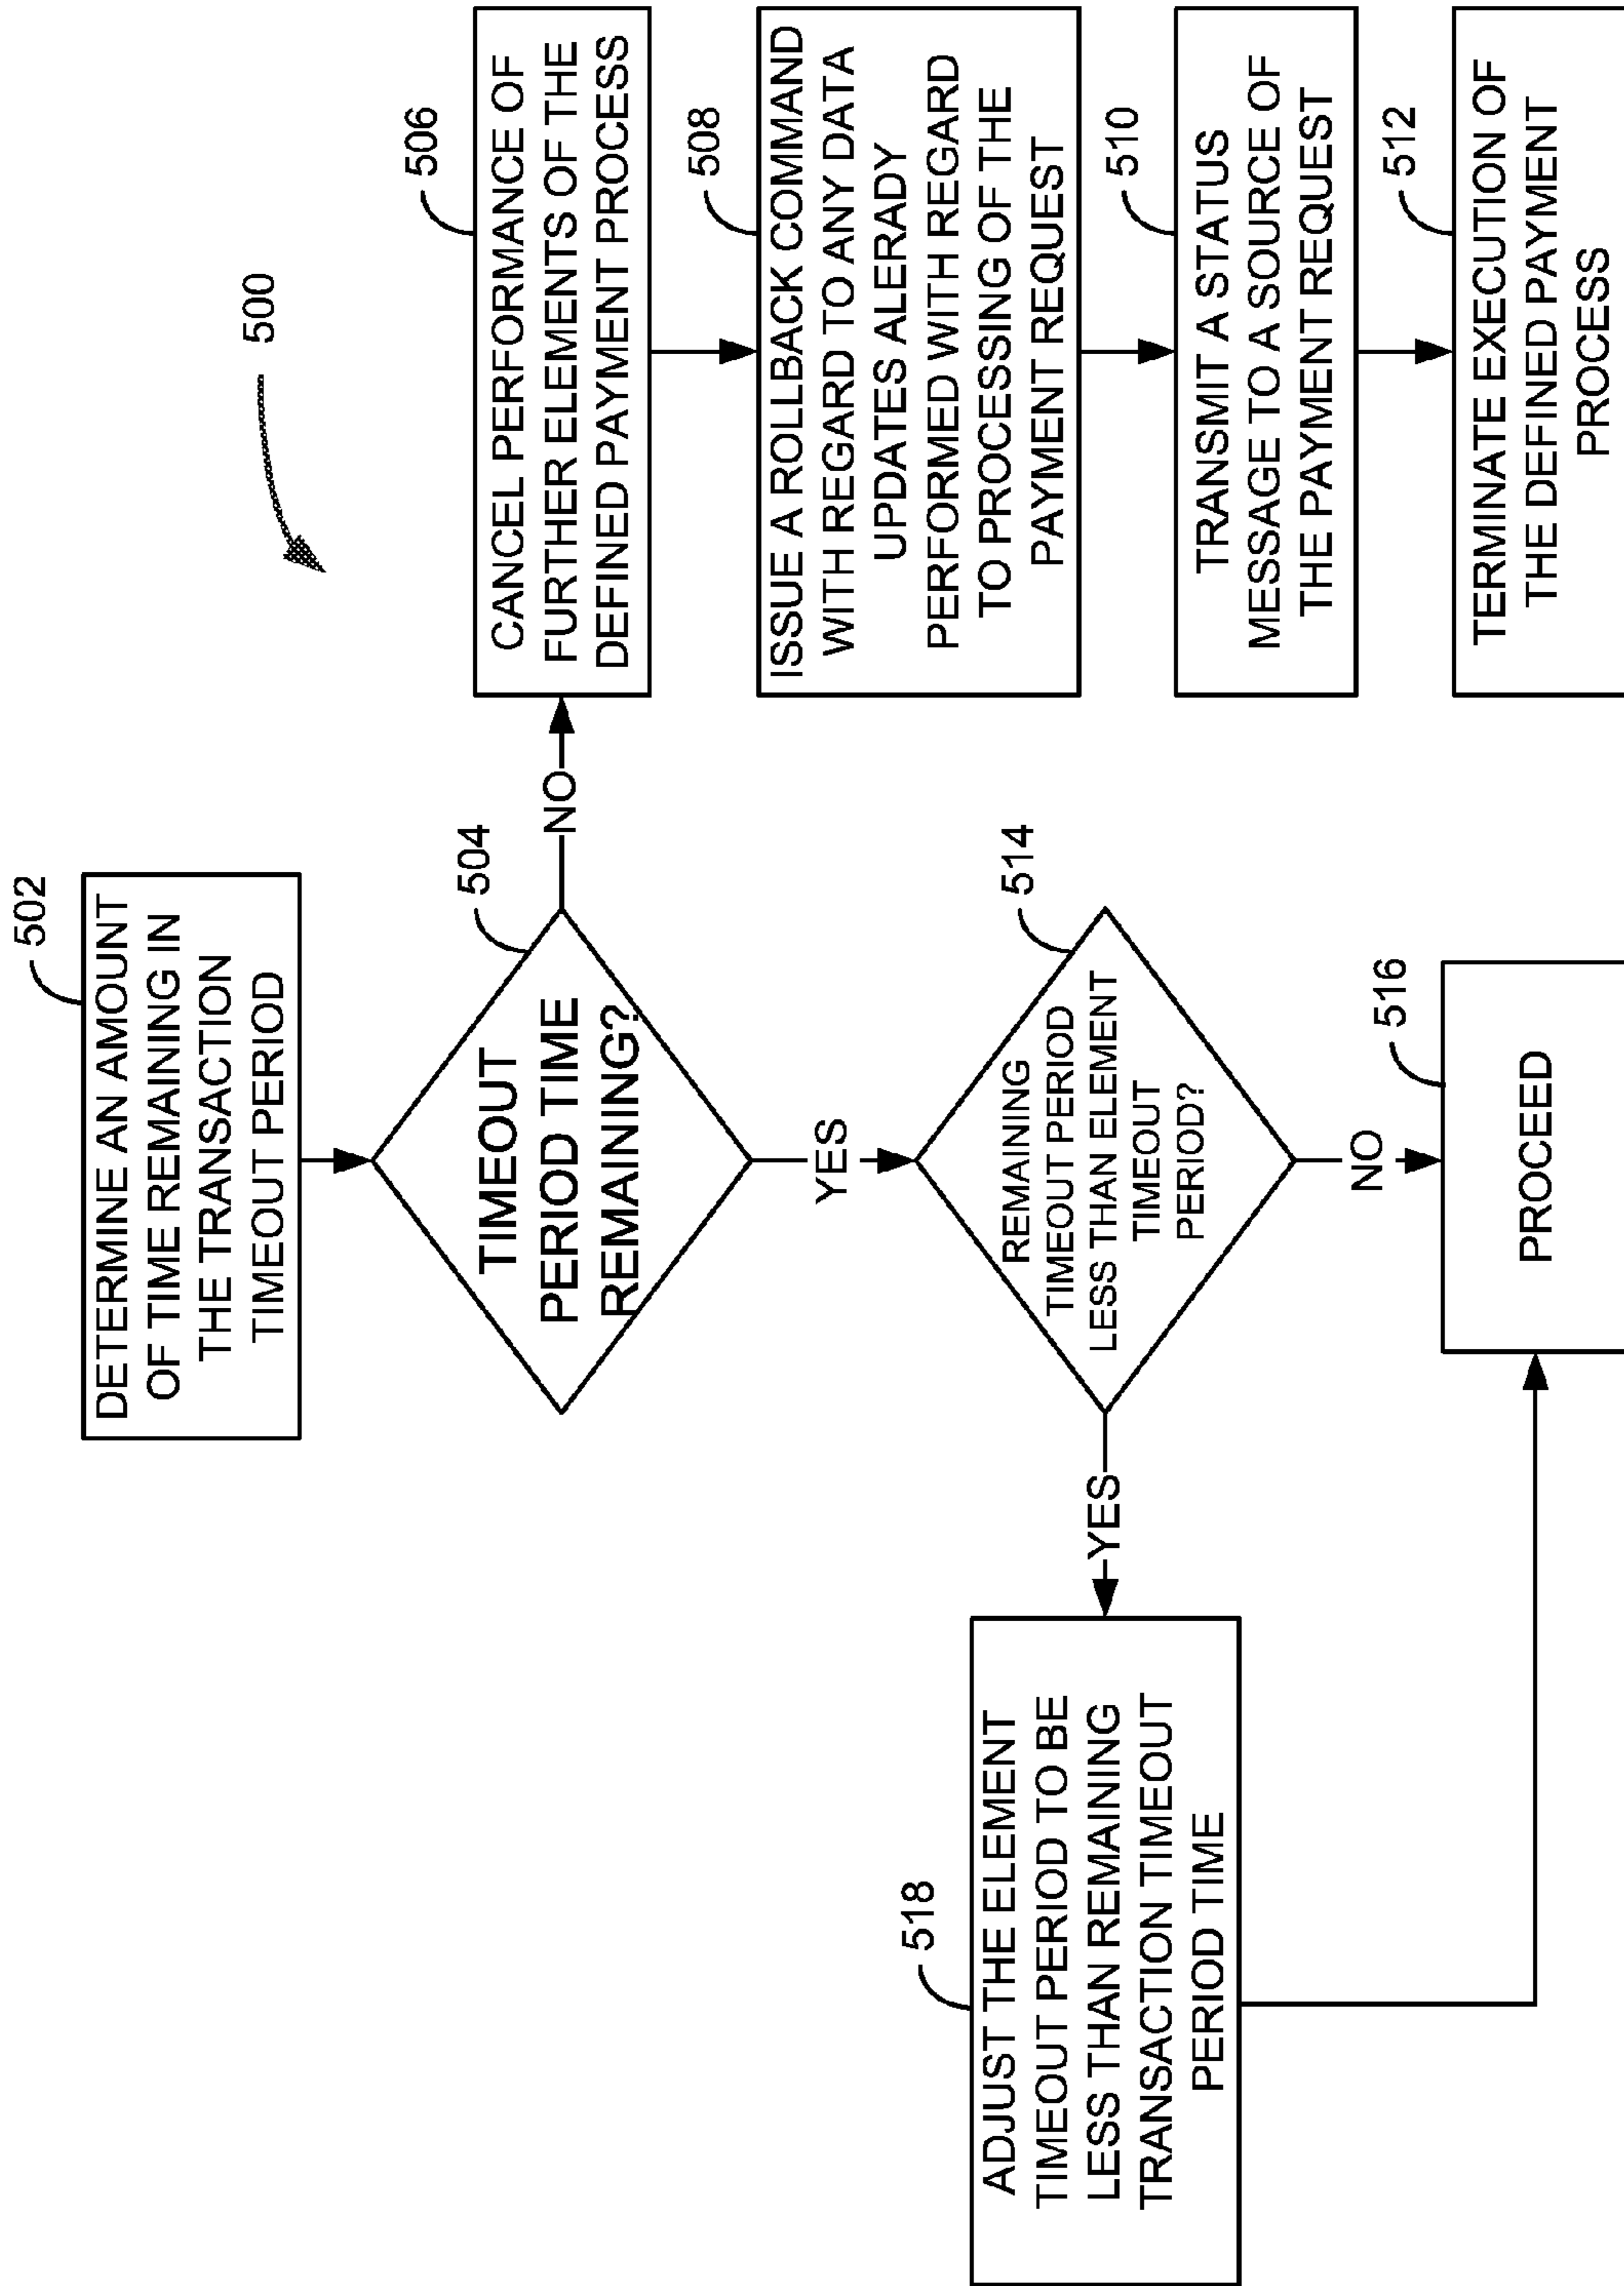 500
502
DETERMINE AN AMOUNT
OF TIME REMAINING IN
THE TRANSACTION
TIMEOUT PERIOD
504
TIMEOUT
PERIOD TIME
REMAINING?
NO
506
CANCEL PERFORMANCE OF
FURTHER ELEMENTS OF THE
DEFINED PAYMENT PROCESS
508
ISSUE A ROLLBACK COMMAND
WITH REGARD TO ANY DATA
UPDATES ALERADY
PERFORMED WITH REGARD
TO PROCESSING OF THE
PAYMENT REQUEST
510
TRANSMIT A STATUS
MESSAGE TO A SOURCE OF
THE PAYMENT REQUEST
512
TERMINATE EXECUTION OF
THE DEFINED PAYMENT
PROCESS
YES
514
REMAINING
TIMEOUT PERIOD
LESS THAN ELEMENT
TIMEOUT
PERIOD?
NO
516
PROCEED
YES
518
ADJUST THE ELEMENT
TIMEOUT PERIOD TO BE
LESS THAN REMAINING
TRANSACTION TIMEOUT
PERIOD TIME